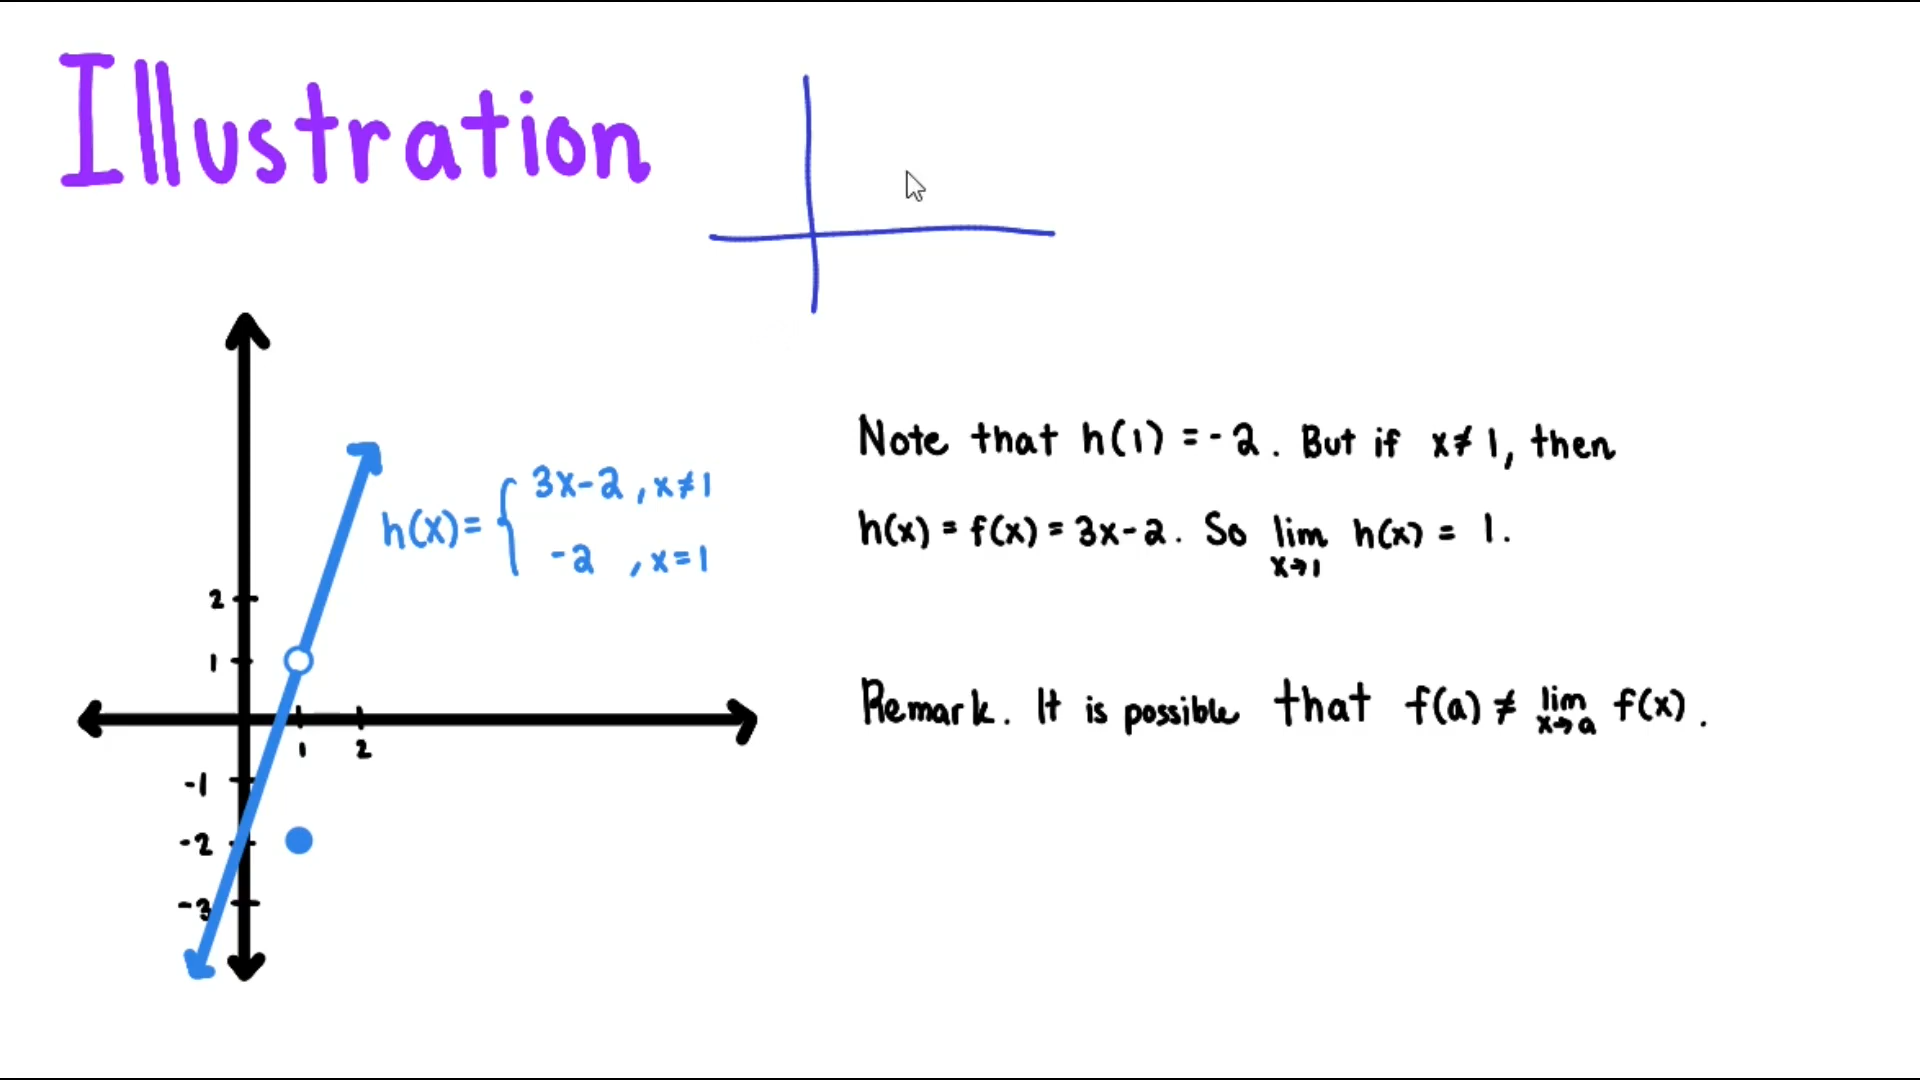 Illustration
h(x) = { 3x-2 , x≠1
-2 , x=1
2
1
1 2
-1
-2
-3
Note that h(1) = -2. But if x≠1, then
h(x) = f(x) = 3x-2. So lim h(x) = 1.
x→1
Remark. It is possible that f(a) ≠ lim f(x).
x→a